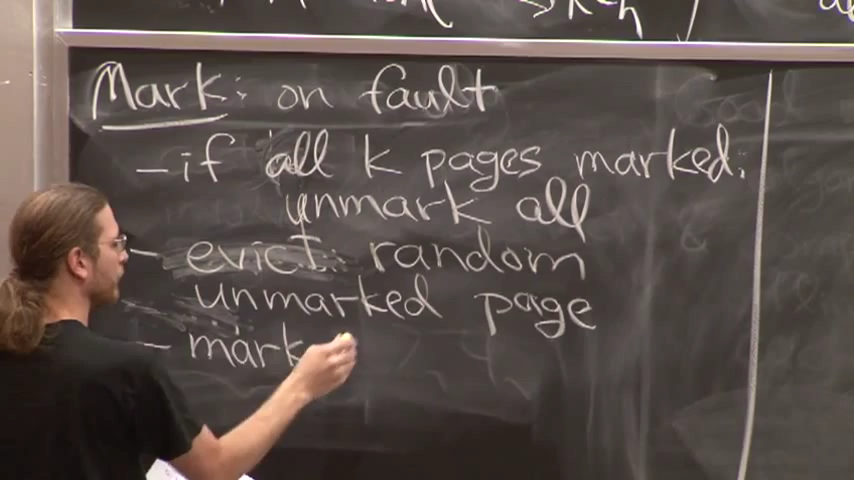 Mark: on fault
- if all k pages marked:
unmark all
- evict random
unmarked page
- mark